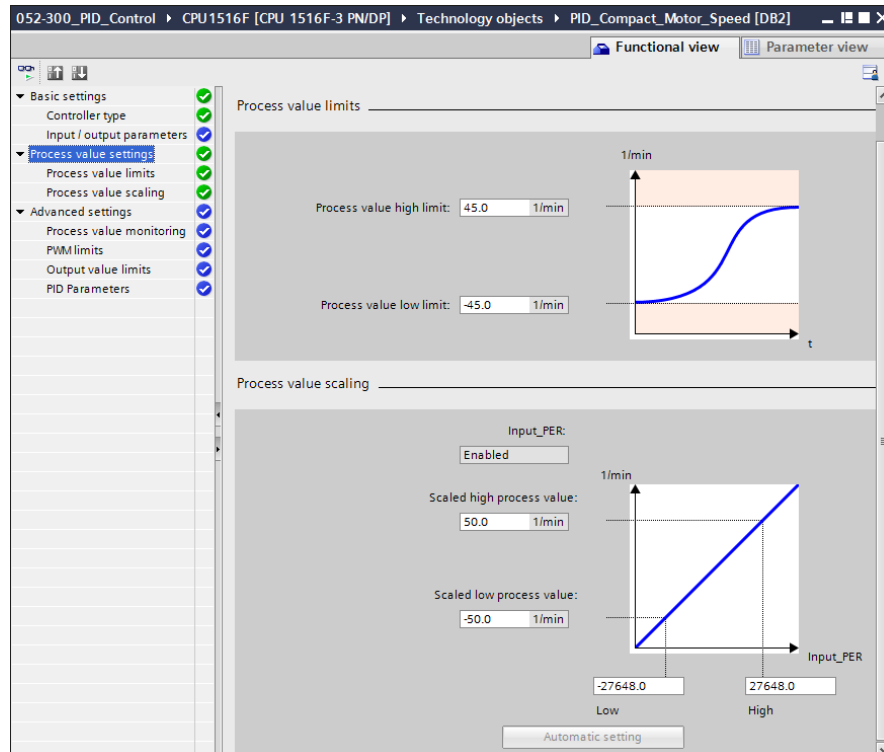 052-300_PID_Control ▸ CPU1516F [CPU 1516F-3 PN/DP] ▸ Technology objects ▸ PID_Compact_Motor_Speed [DB2]
Functional view
Parameter view
Basic settings
Controller type
Input / output parameters
Process value settings
Process value limits
Process value scaling
Advanced settings
Process value monitoring
PWM limits
Output value limits
PID Parameters
Process value limits
1/min
Process value high limit: 45.0 1/min
Process value low limit: -45.0 1/min
t
Process value scaling
Input_PER:
Enabled
1/min
Scaled high process value:
50.0 1/min
Scaled low process value:
-50.0 1/min
Input_PER
-27648.0 27648.0
Low High
Automatic setting